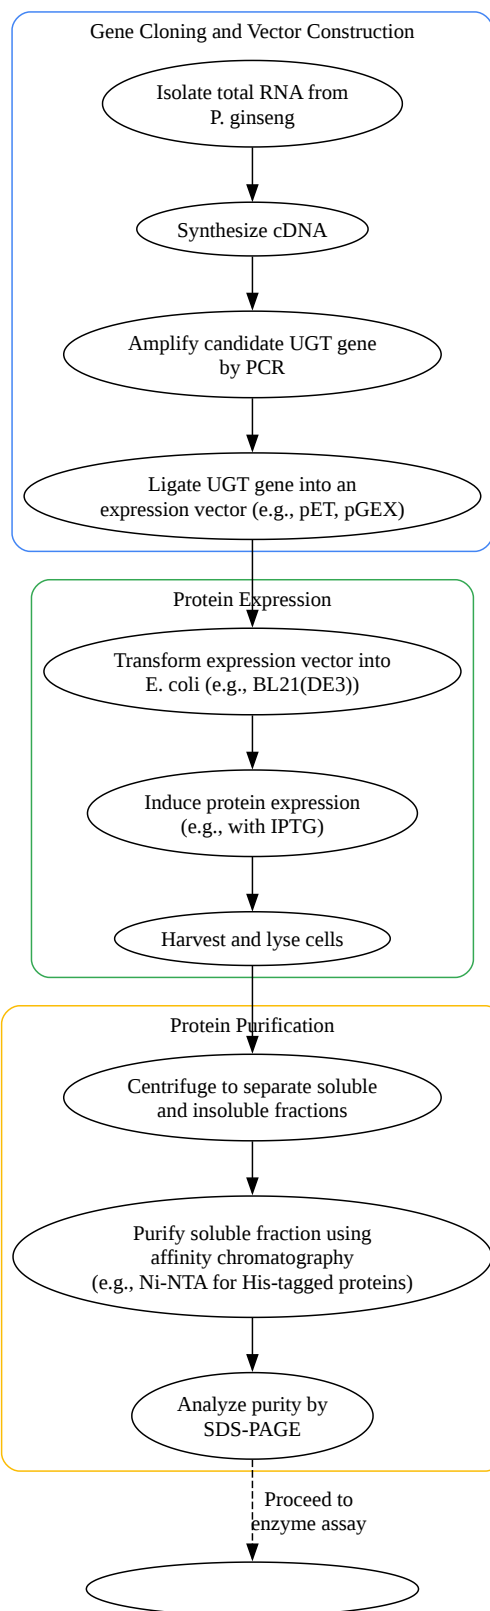 Gene Cloning and Vector Construction
Isolate total RNA from
P. ginseng
Synthesize cDNA
Amplify candidate UGT gene
by PCR
Ligate UGT gene into an
expression vector (e.g., pET, pGEX)
Protein Expression
Transform expression vector into
E. coli (e.g., BL21(DE3))
Induce protein expression
(e.g., with IPTG)
Harvest and lyse cells
Protein Purification
Centrifuge to separate soluble
and insoluble fractions
Purify soluble fraction using
affinity chromatography
(e.g., Ni-NTA for His-tagged proteins)
Analyze purity by
SDS-PAGE
Proceed to
enzyme assay